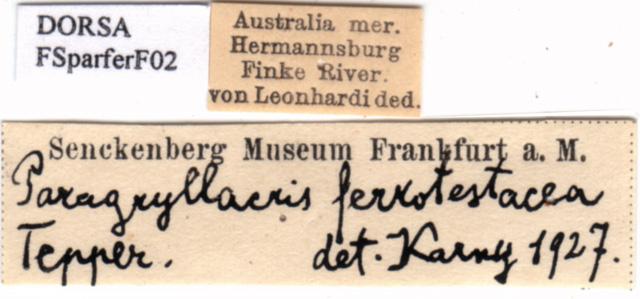 DORSA
FSparferF02
Australia mer.
Hermannsburg
Finke River.
von Leonhardi ded.
Senckenberg Museum Frankfurt a. M.
Paragryllacris ferrotestacea
Tepper. det. Karny 1927.